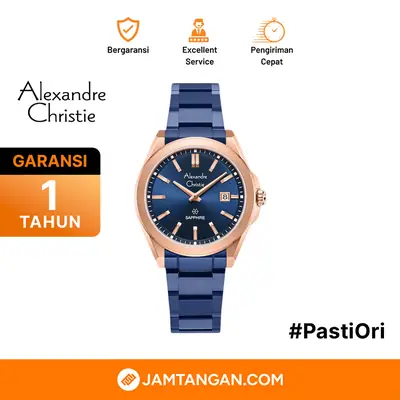 Bergaransi
Excellent
Service
Pengiriman
Cepat
Alexandre
Christie
GARANSI
1
TAHUN
Alexandre
Christie
SAPPHIRE
#PastiOri
JAMTANGAN.COM